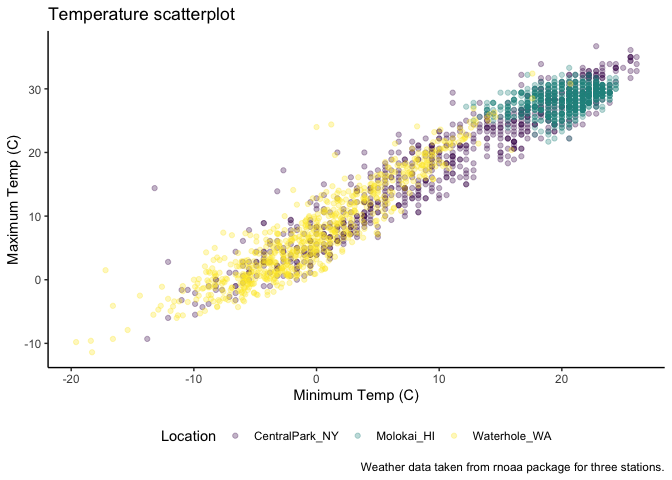 Temperature scatterplot
Maximum Temp (C)
30
20
10
0
-10
-20
-10
0
10
20
Minimum Temp (C)
Location CentralPark_NY Molokai_HI Waterhole_WA
Weather data taken from rnoaa package for three stations.